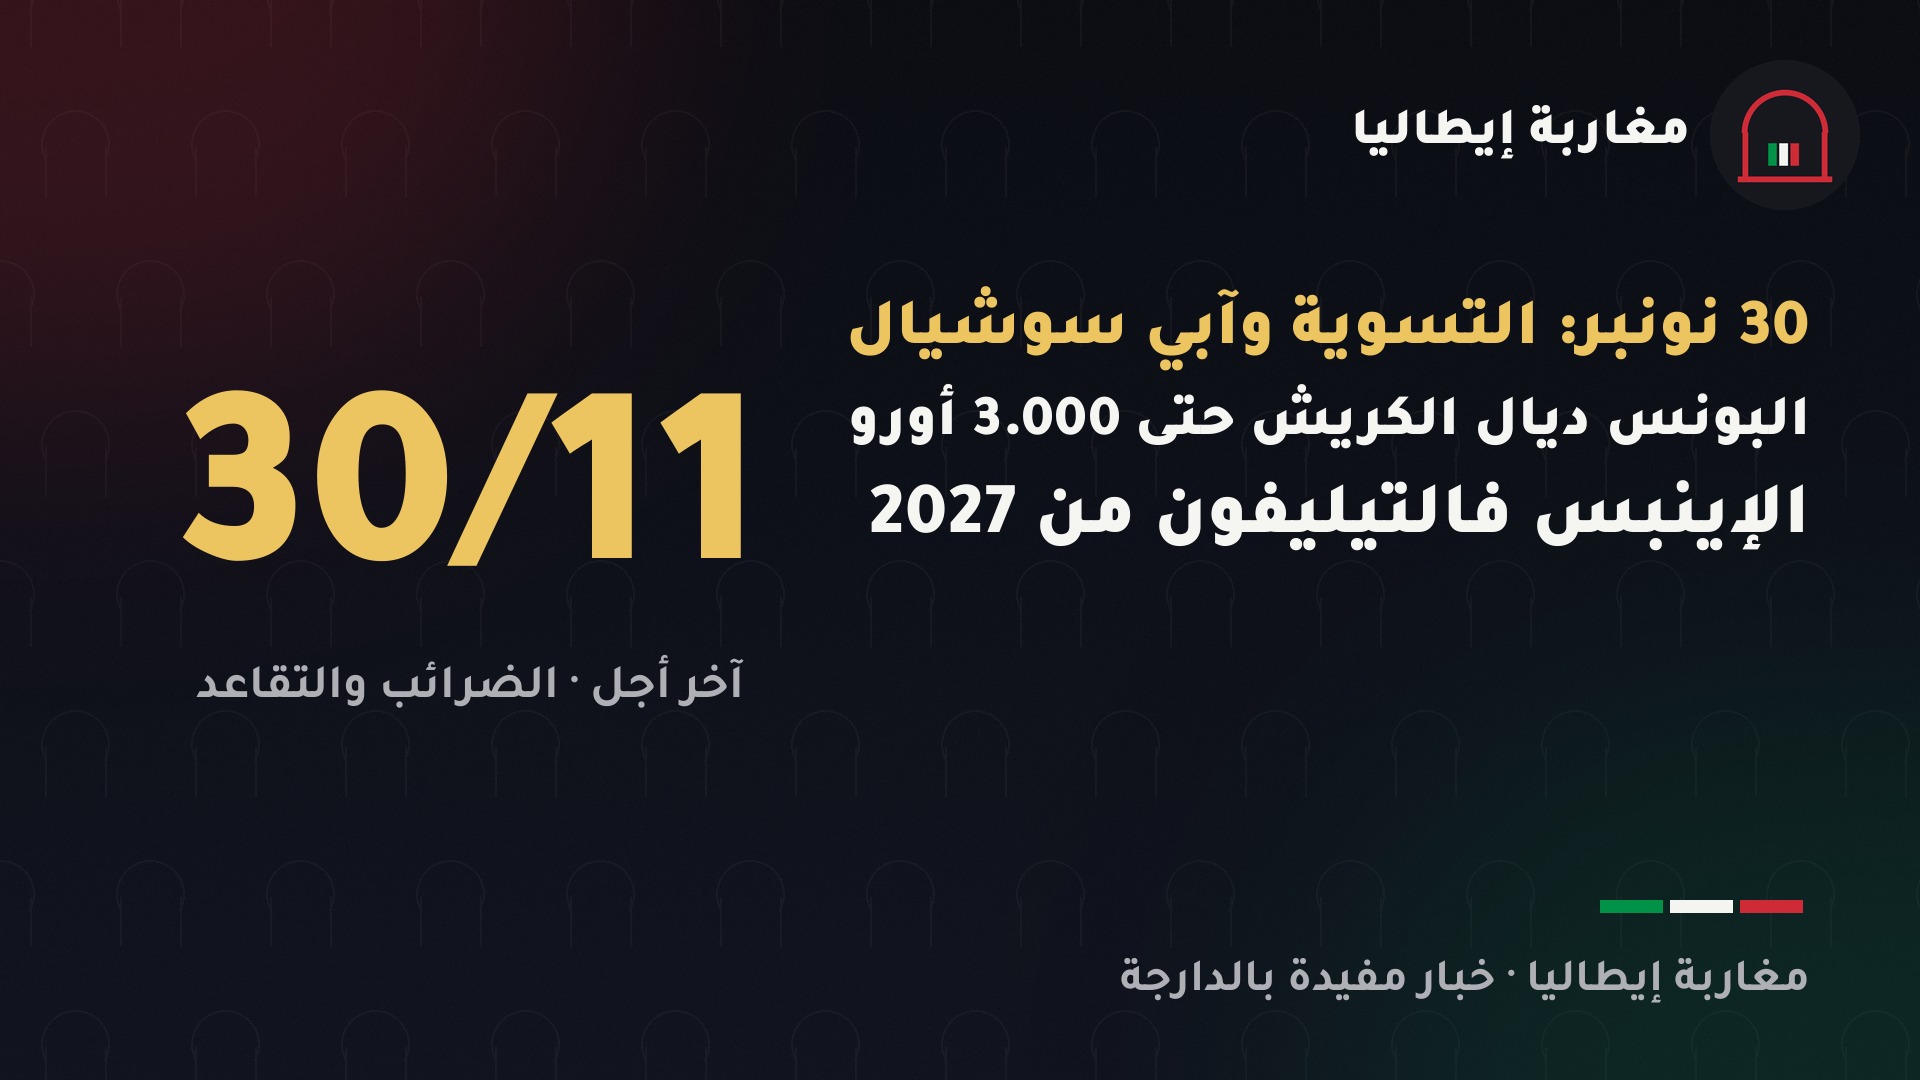 مغاربة إيطاليا
30 نونبر: التسوية وآبي سوشيال
البونس ديال الكريش حتى 3.000 أورو
الإينبس فالتيليفون من 2027
30/11
آخر أجل · الضرائب والتقاعد
مغاربة إيطاليا · خبار مفيدة بالدارجة